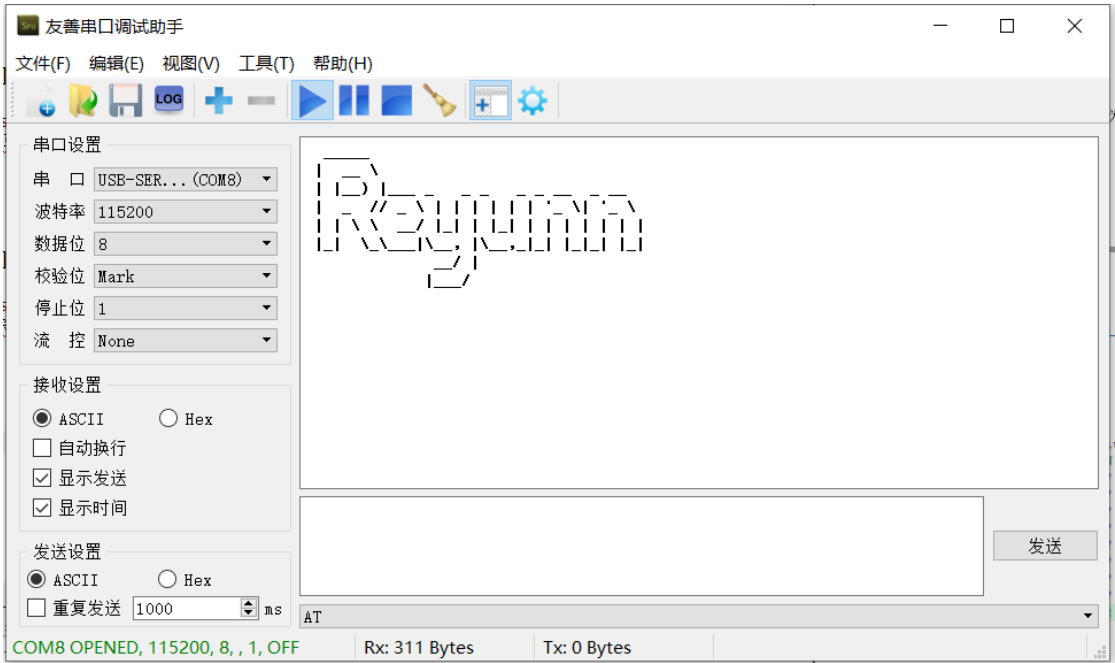 友善串口调试助手
文件(F) 编辑(E) 视图(V) 工具(T) 帮助(H)
LOG
串口设置
串 口 USB-SER...(COM8)
波特率 115200
数据位 8
校验位 Mark
停止位 1
流 控 None
接收设置
ASCII Hex
自动换行
显示发送
显示时间
发送设置
ASCII Hex
重复发送 1000 ms
Reyunn
发送
AT
COM8 OPENED, 115200, 8, , 1, OFF Rx: 311 Bytes Tx: 0 Bytes